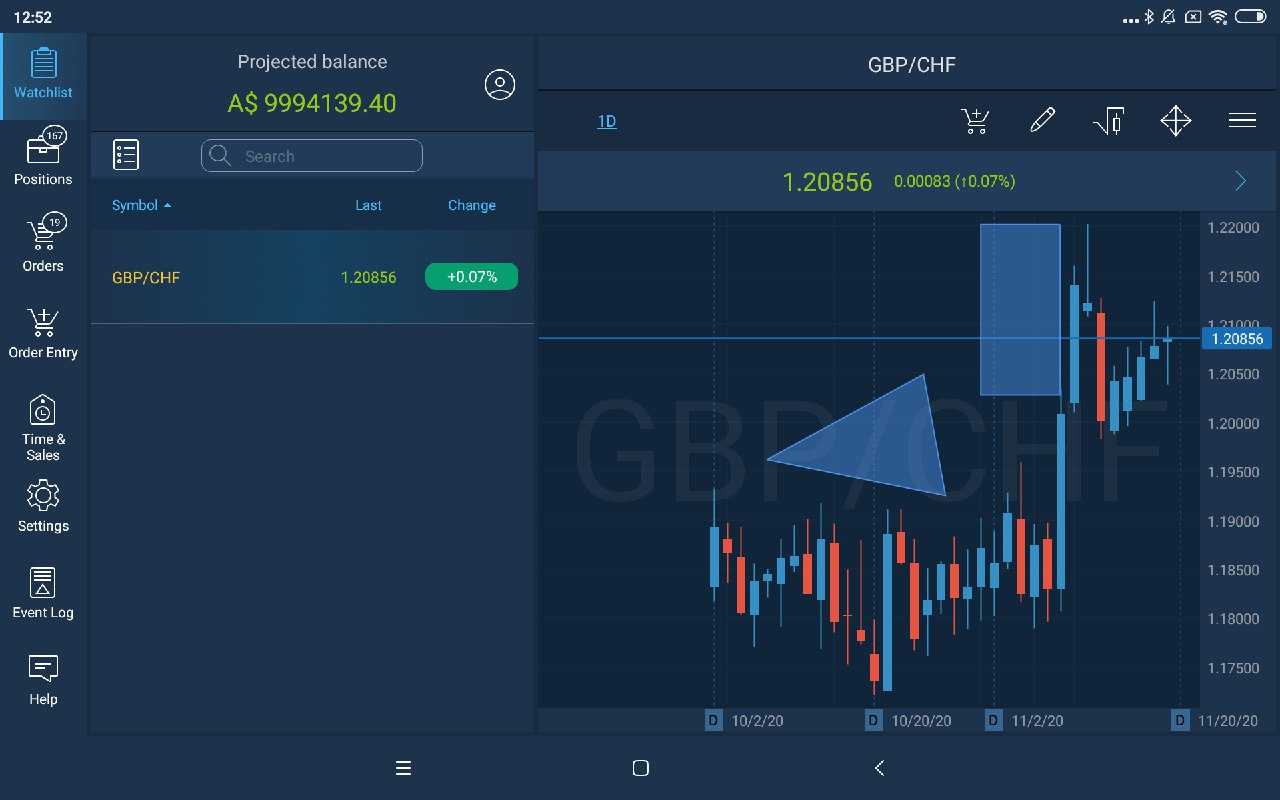 12:52
Watchlist
167
Positions
19
Orders
Order Entry
Time &
Sales
Settings
Event Log
Help
Projected balance
A$ 9994139.40
Search
Symbol Last Change
GBP/CHF 1.20856 +0.07%
GBP/CHF
1D
1.20856 0.00083 (↑0.07%)
GBP/CHF
1.22000
1.21500
1.21000
1.20856
1.20500
1.20000
1.19500
1.19000
1.18500
1.18000
1.17500
D 10/2/20 D 10/20/20 D 11/2/20 D 11/20/20